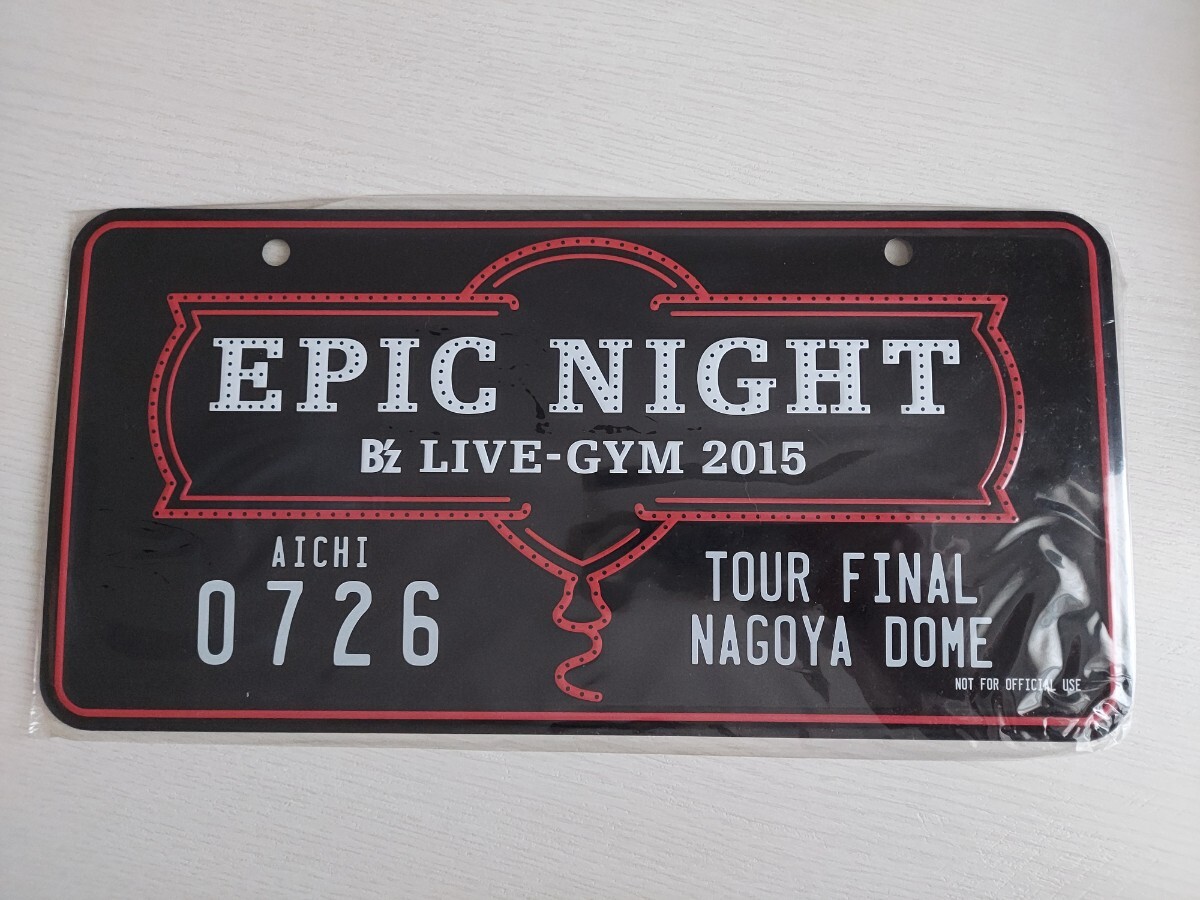 EPIC NIGHT
B'z LIVE-GYM 2015
AICHI
0726
TOUR FINAL
NAGOYA DOME
NOT FOR OFFICIAL USE